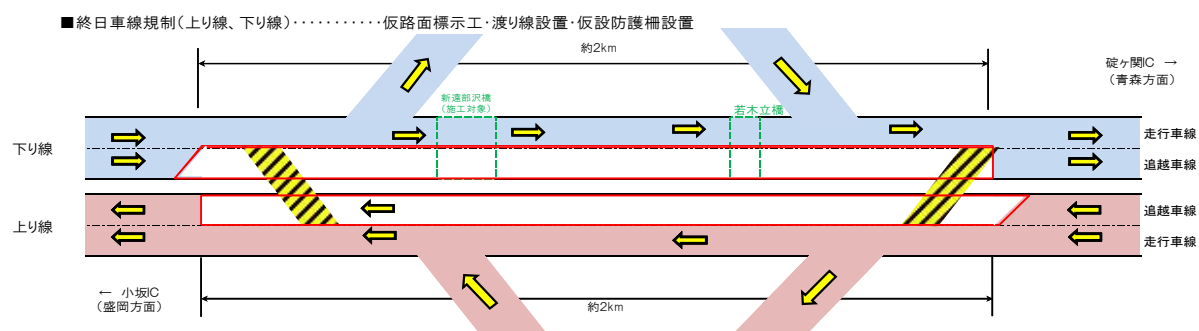 ■終日車線規制(上り線、下り線)‥‥‥‥‥‥仮路面標示工・渡り線設置・仮設防護柵設置
約2km
碇ヶ関IC →
(青森方面)
新遠部沢橋
(施工対象)
若木立橋
下り線
走行車線
追越車線
上り線
追越車線
走行車線
← 小坂IC
(盛岡方面)
約2km